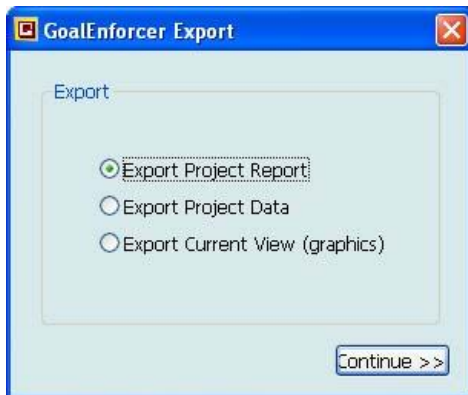 GoalEnforcer Export
Export
Export Project Report
Export Project Data
Export Current View (graphics)
Continue >>